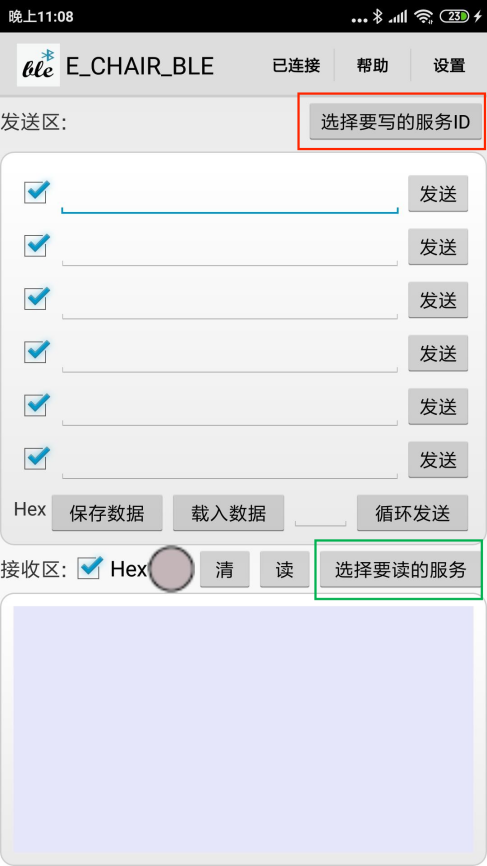 晚上11:08
23
ble E_CHAIR_BLE 已连接 帮助 设置
发送区: 选择要写的服务ID
发送
发送
发送
发送
发送
发送
Hex 保存数据 载入数据 循环发送
接收区: Hex 清 读 选择要读的服务